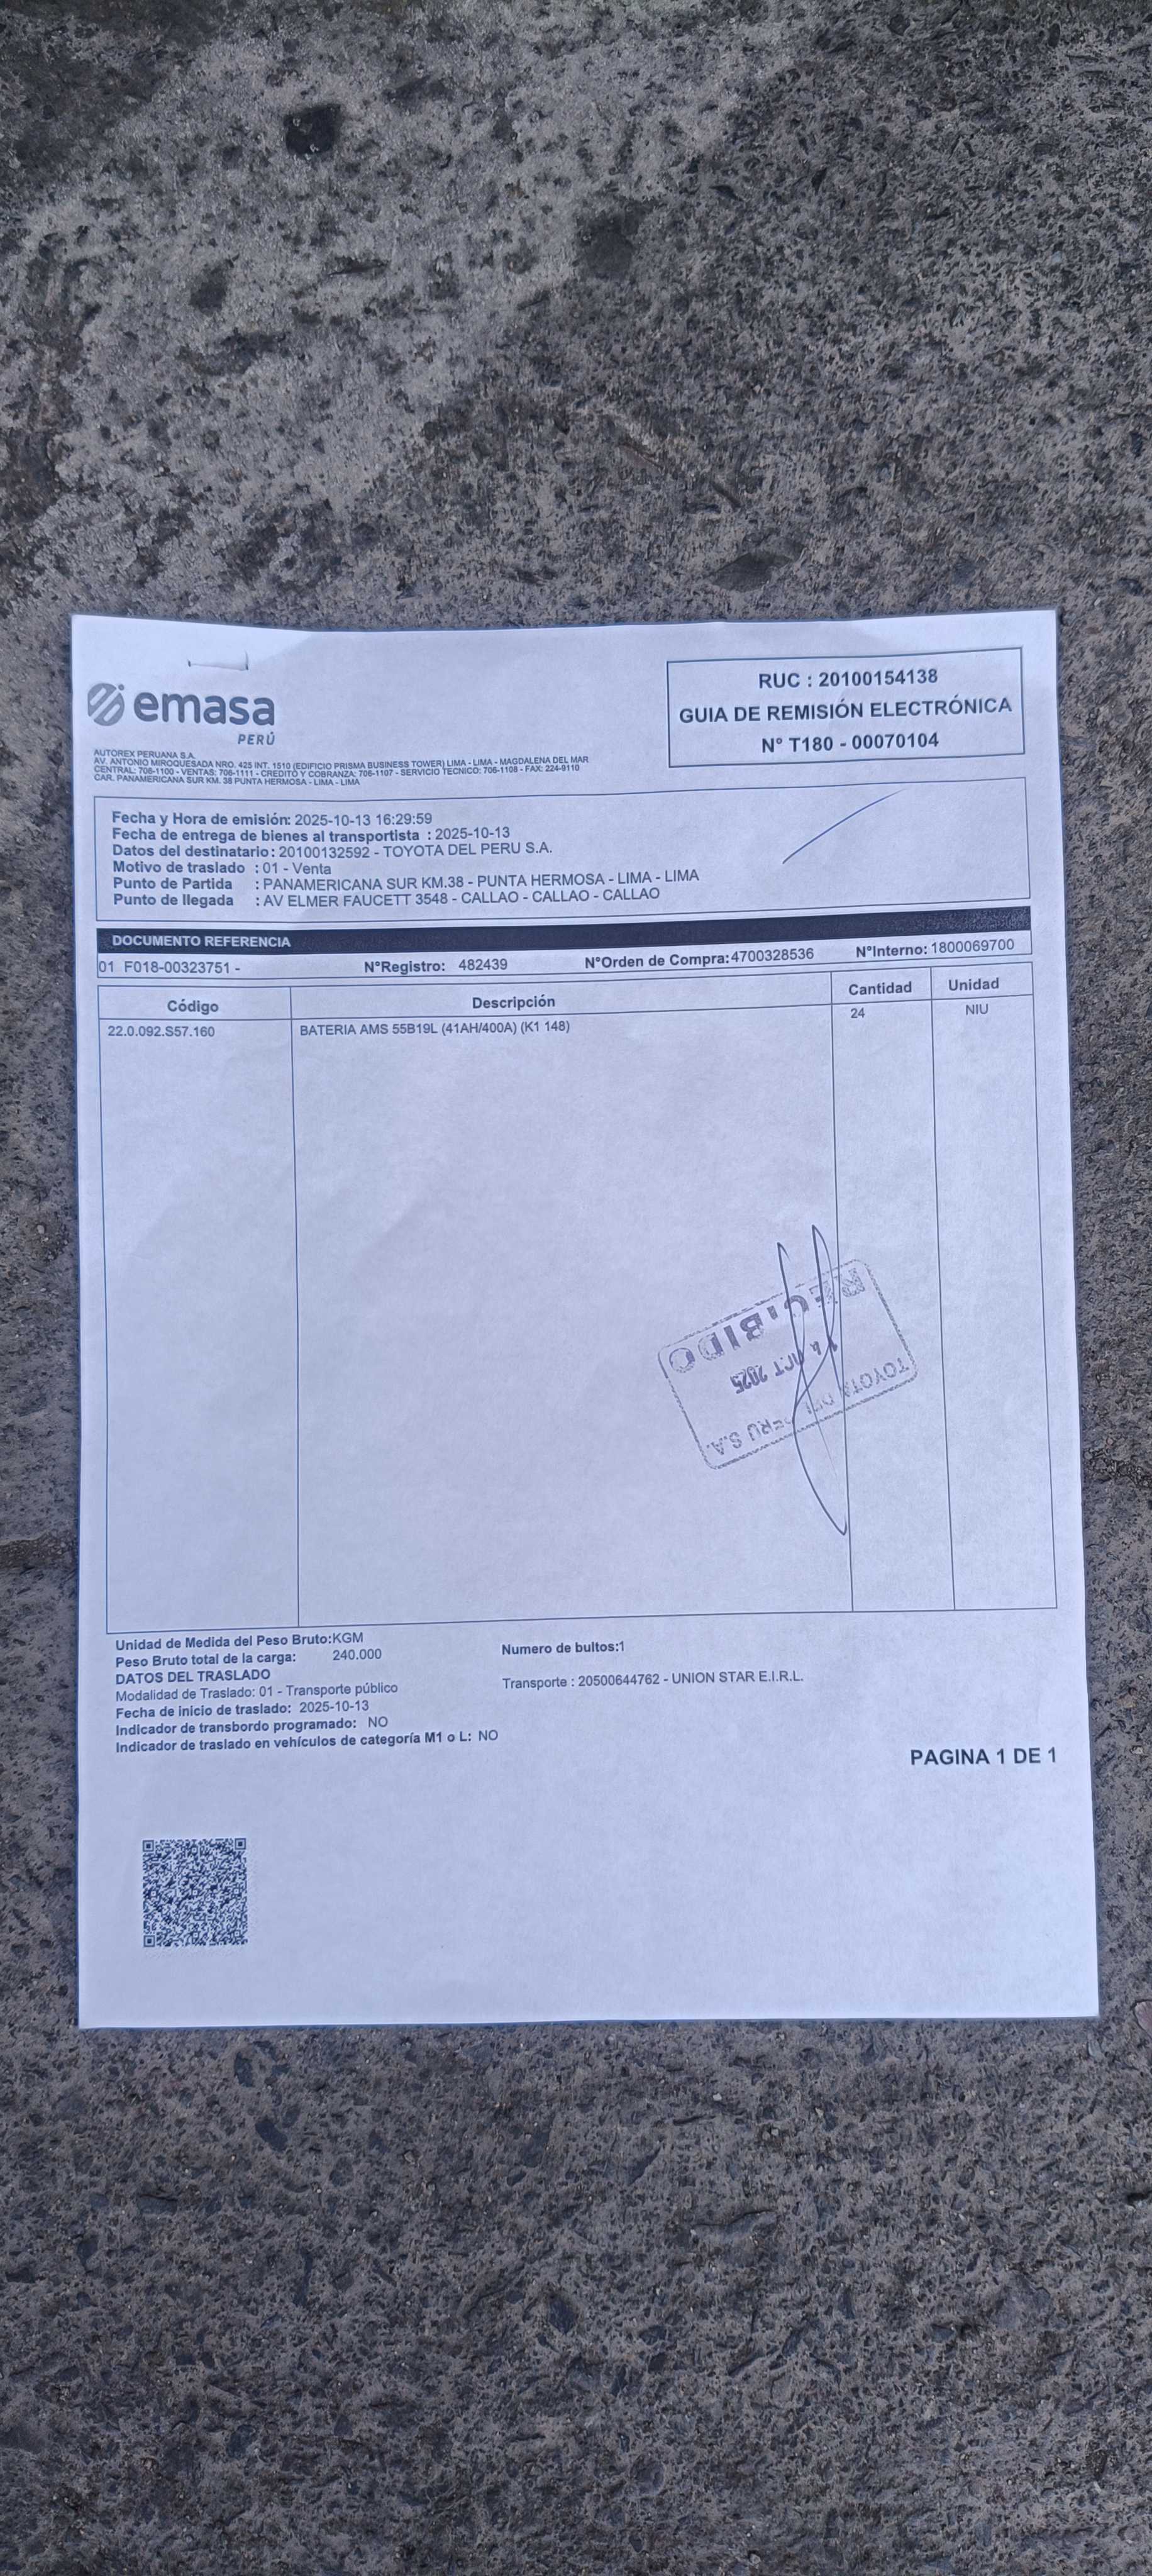 emasa
PERÚ
RUC : 20100154138
GUIA DE REMISIÓN ELECTRÓNICA
N° T180 - 00070104
AUTOREX PERUANA S.A.
AV. ANTONIO MIROQUESADA NRO. 425 INT. 1510 (EDIFICIO PRISMA BUSINESS TOWER) LIMA - LIMA - MAGDALENA DEL MAR
CENTRAL: 706-1100 - VENTAS: 706-1111 - CREDITO Y COBRANZA: 706-1107 - SERVICIO TECNICO: 706-1108 - FAX: 224-9110
CAR. PANAMERICANA SUR KM. 38 PUNTA HERMOSA - LIMA - LIMA
Fecha y Hora de emisión: 2025-10-13 16:29:59
Fecha de entrega de bienes al transportista : 2025-10-13
Datos del destinatario: 20100132592 - TOYOTA DEL PERU S.A.
Motivo de traslado : 01 - Venta
Punto de Partida : PANAMERICANA SUR KM.38 - PUNTA HERMOSA - LIMA - LIMA
Punto de llegada : AV ELMER FAUCETT 3548 - CALLAO - CALLAO - CALLAO
DOCUMENTO REFERENCIA
01 F018-00323751 - N°Registro: 482439 N°Orden de Compra:4700328536 N°Interno: 1800069700
Código Descripción Cantidad Unidad
22.0.092.S57.160 BATERIA AMS 55B19L (41AH/400A) (K1 148) 24 NIU
TOYOTA DEL PERU S.A.
14 OCT 2025
RECIBIDO
Unidad de Medida del Peso Bruto:KGM
Peso Bruto total de la carga: 240.000
Numero de bultos:1
DATOS DEL TRASLADO
Modalidad de Traslado: 01 - Transporte público
Transporte : 20500644762 - UNION STAR E.I.R.L.
Fecha de inicio de traslado: 2025-10-13
Indicador de transbordo programado: NO
Indicador de traslado en vehículos de categoría M1 o L: NO
PAGINA 1 DE 1